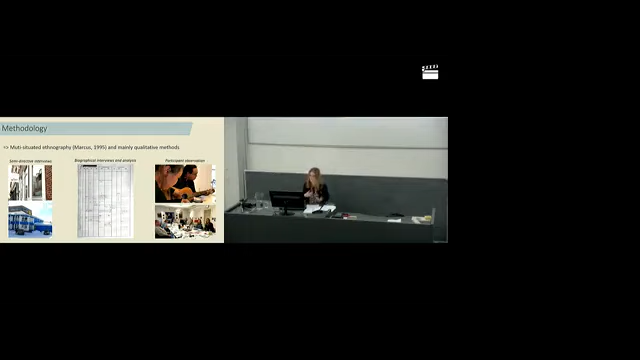 Methodology
>> Muti-situated ethnography (Marcus, 1995) and mainly qualitative methods
Semi-directive interviews
Biographical interviews and analysis
Participant observation